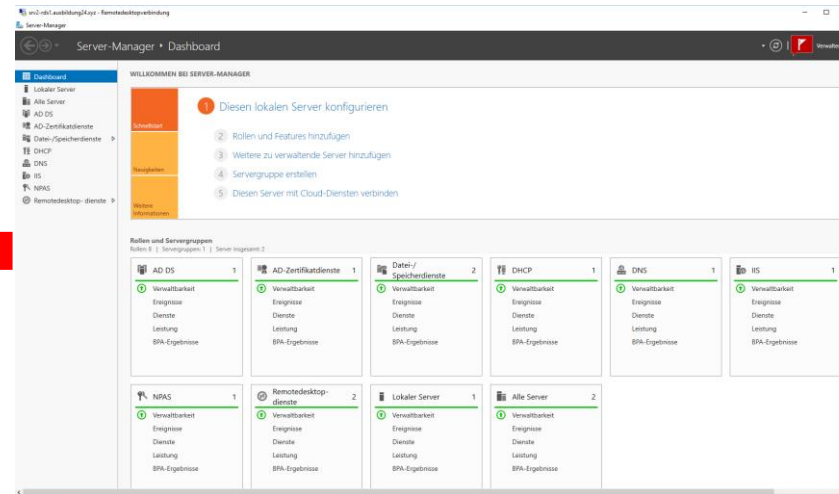 srv2-rds1.ausbildung24.xyz - Remotedesktopverbindung
Server-Manager
Server-Manager • Dashboard
Verwalten
Dashboard
Lokaler Server
Alle Server
AD DS
AD-Zertifikatdienste
Datei-/Speicherdienste
DHCP
DNS
IIS
NPAS
Remotedesktop- dienste
WILLKOMMEN BEI SERVER-MANAGER
Schnellstart
Neuigkeiten
Weitere
Informationen
1 Diesen lokalen Server konfigurieren
2 Rollen und Features hinzufügen
3 Weitere zu verwaltende Server hinzufügen
4 Servergruppe erstellen
5 Diesen Server mit Cloud-Diensten verbinden
Rollen und Servergruppen
Rollen: 8 | Servergruppen: 1 | Server insgesamt: 2
AD DS 1
Verwaltbarkeit
Ereignisse
Dienste
Leistung
BPA-Ergebnisse
AD-Zertifikatdienste 1
Verwaltbarkeit
Ereignisse
Dienste
Leistung
BPA-Ergebnisse
Datei-/
Speicherdienste 2
Verwaltbarkeit
Ereignisse
Dienste
Leistung
BPA-Ergebnisse
DHCP 1
Verwaltbarkeit
Ereignisse
Dienste
Leistung
BPA-Ergebnisse
DNS 1
Verwaltbarkeit
Ereignisse
Dienste
Leistung
BPA-Ergebnisse
IIS 1
Verwaltbarkeit
Ereignisse
Dienste
Leistung
BPA-Ergebnisse
NPAS 1
Verwaltbarkeit
Ereignisse
Dienste
Leistung
BPA-Ergebnisse
Remotedesktop-
dienste 2
Verwaltbarkeit
Ereignisse
Dienste
Leistung
BPA-Ergebnisse
Lokaler Server 1
Verwaltbarkeit
Ereignisse
Dienste
Leistung
BPA-Ergebnisse
Alle Server 2
Verwaltbarkeit
Ereignisse
Dienste
Leistung
BPA-Ergebnisse